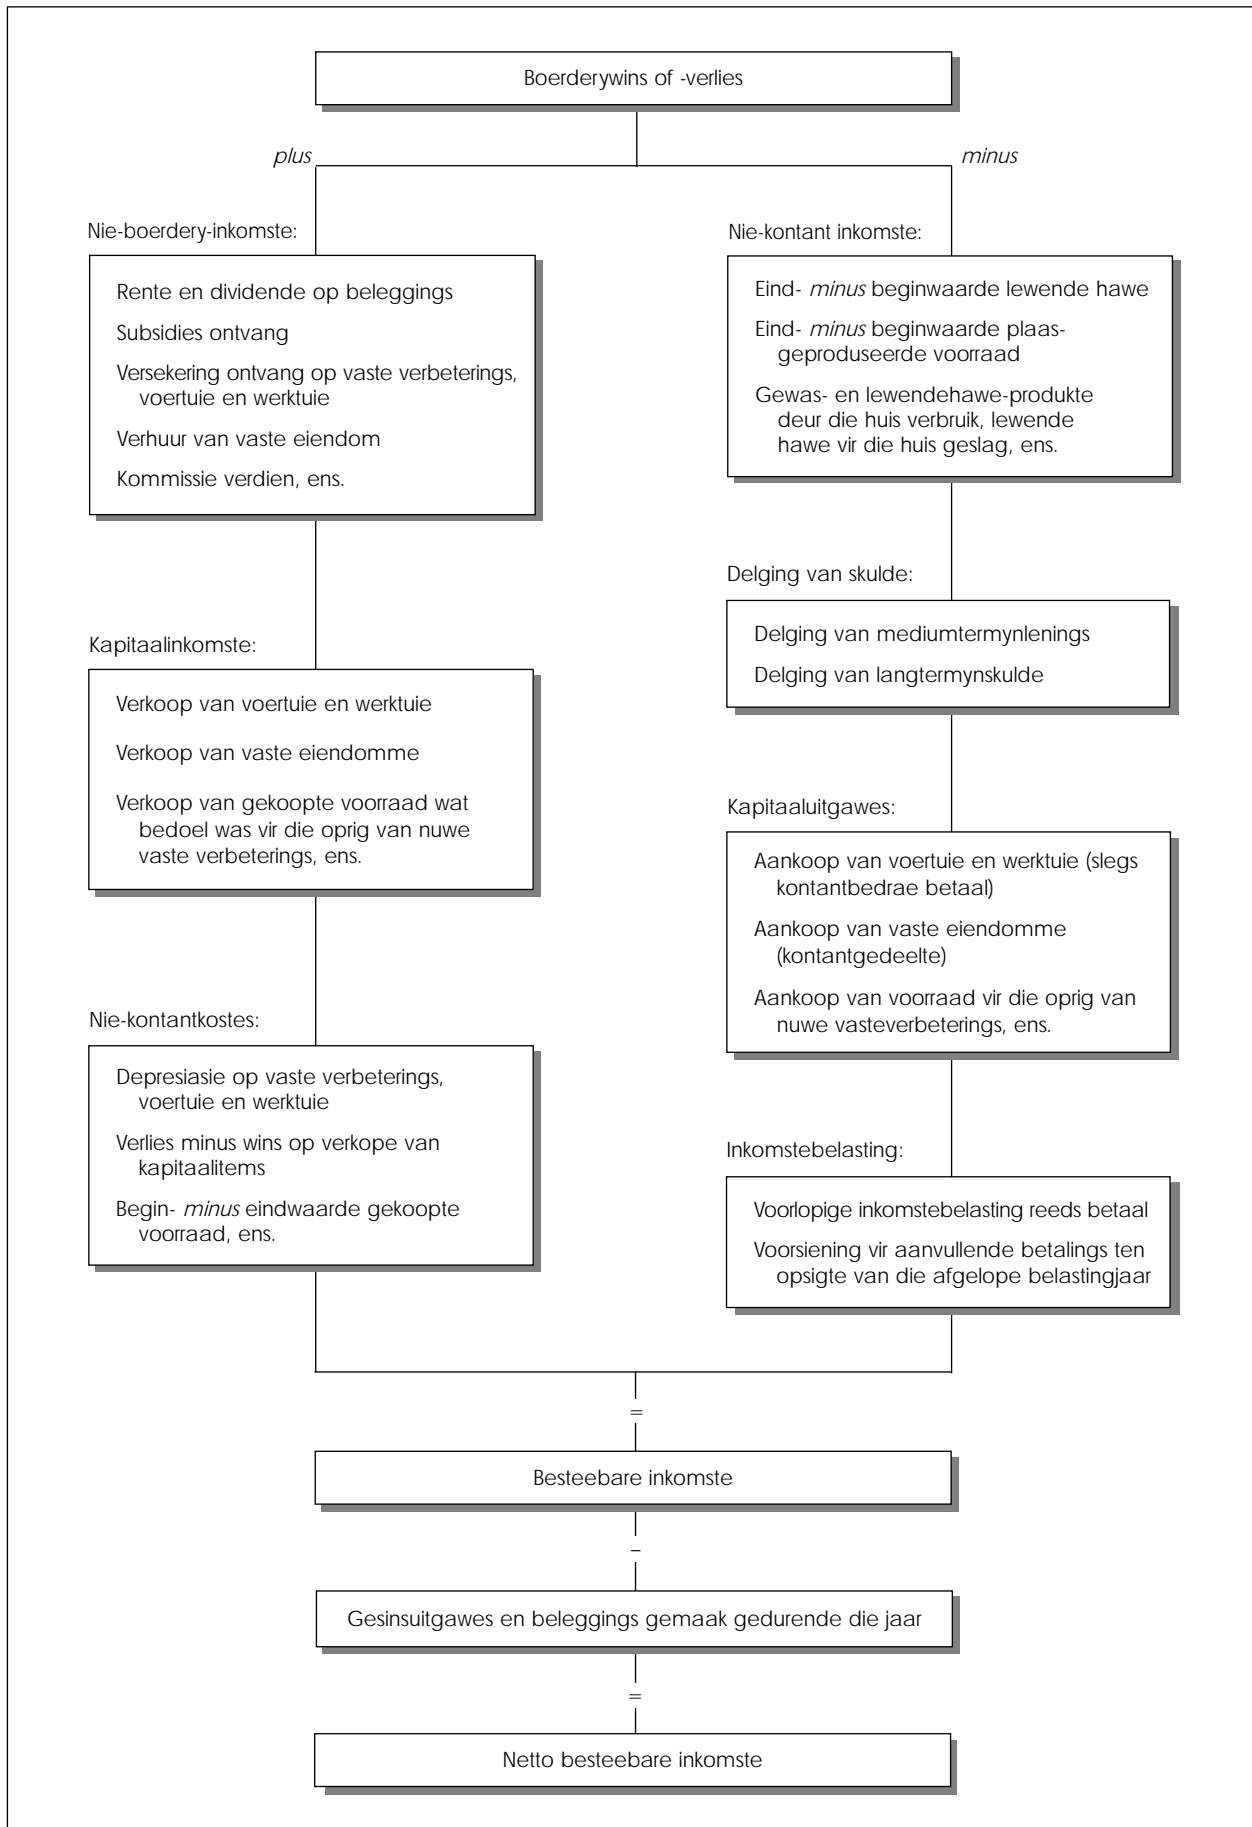 Boerderywins of -verlies
plus
minus
Nie-boerdery-inkomste:
Rente en dividende op beleggings
Subsidies ontvang
Versekering ontvang op vaste verbeterings,
voertuie en werktuie
Verhuur van vaste eiendom
Kommissie verdien, ens.
Kapitaalinkomste:
Verkoop van voertuie en werktuie
Verkoop van vaste eiendomme
Verkoop van gekoopte voorraad wat
bedoel was vir die oprig van nuwe
vaste verbeterings, ens.
Nie-kontantkostes:
Depresiasie op vaste verbeterings,
voertuie en werktuie
Verlies minus wins op verkope van
kapitaalitems
Begin- minus eindwaarde gekoopte
voorraad, ens.
Nie-kontant inkomste:
Eind- minus beginwaarde lewende hawe
Eind- minus beginwaarde plaas-
geproduseerde voorraad
Gewas- en lewendehawe-produkte
deur die huis verbruik, lewende
hawe vir die huis geslag, ens.
Delging van skulde:
Delging van mediumtermynlenings
Delging van langtermynskulde
Kapitaaluitgawes:
Aankoop van voertuie en werktuie (slegs
kontantbedrae betaal)
Aankoop van vaste eiendomme
(kontantgedeelte)
Aankoop van voorraad vir die oprig van
nuwe vasteverbeterings, ens.
Inkomstebelasting:
Voorlopige inkomstebelasting reeds betaal
Voorsiening vir aanvullende betalings ten
opsigte van die afgelope belastingjaar
=
Besteebare inkomste
–
Gesinsuitgawes en beleggings gemaak gedurende die jaar
=
Netto besteebare inkomste